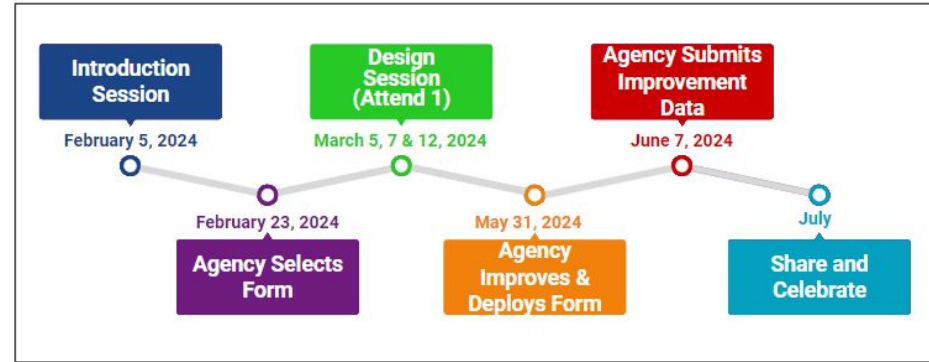 Introduction
Session
February 5, 2024
February 23, 2024
Agency Selects
Form
Design
Session
(Attend 1)
March 5, 7 & 12, 2024
May 31, 2024
Agency
Improves &
Deploys Form
Agency Submits
Improvement
Data
June 7, 2024
July
Share and
Celebrate